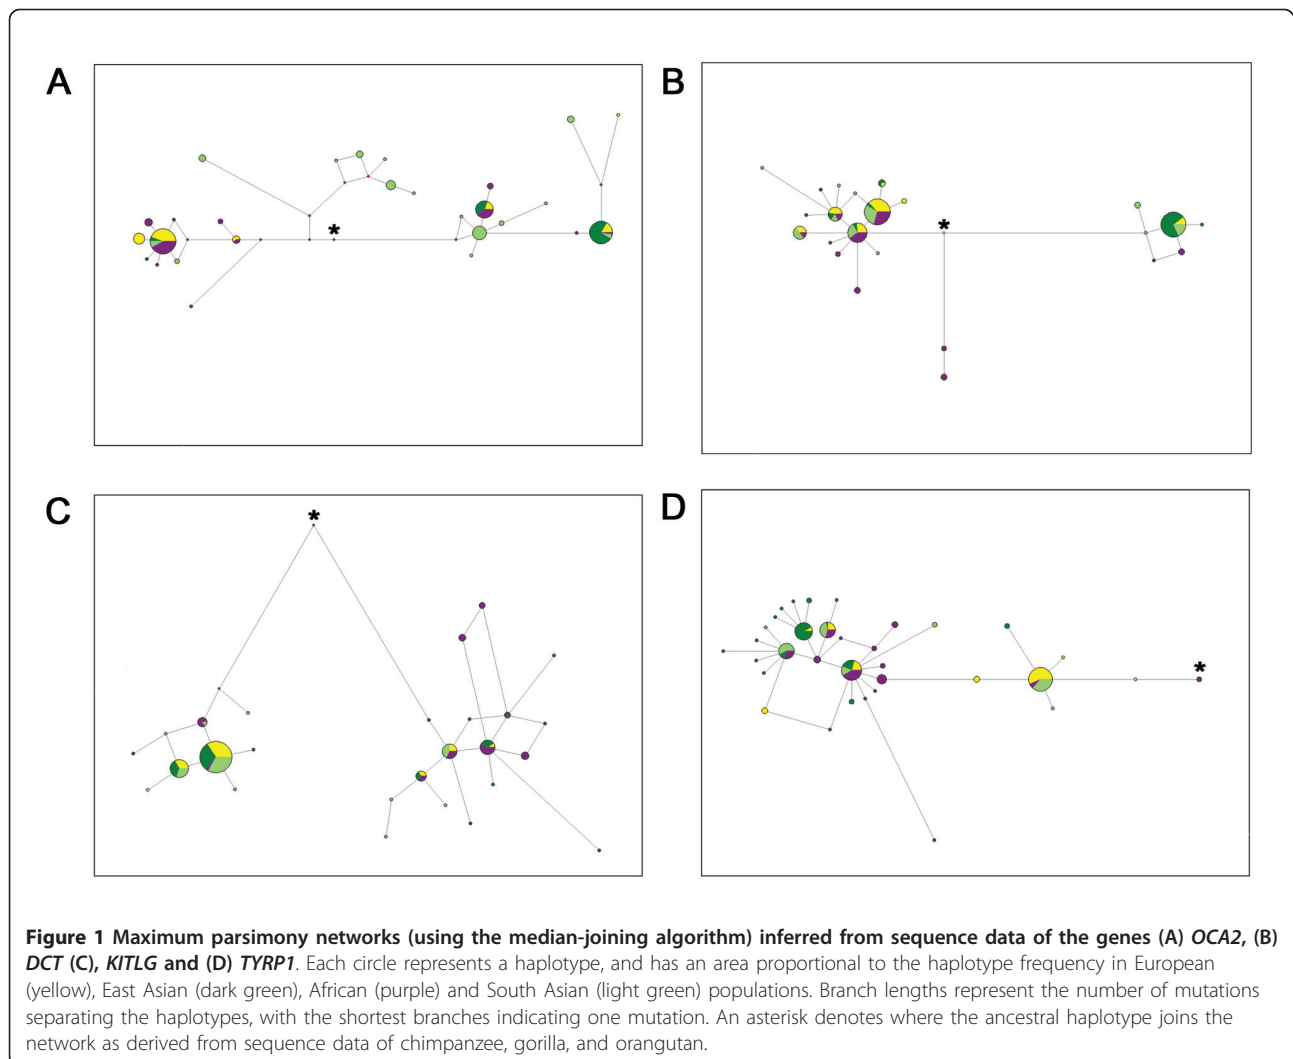 A
B
*
*
C
D
*
*
Figure 1 Maximum parsimony networks (using the median-joining algorithm) inferred from sequence data of the genes (A) OCA2, (B)
DCT (C), KITLG and (D) TYRP1. Each circle represents a haplotype, and has an area proportional to the haplotype frequency in European
(yellow), East Asian (dark green), African (purple) and South Asian (light green) populations. Branch lengths represent the number of mutations
separating the haplotypes, with the shortest branches indicating one mutation. An asterisk denotes where the ancestral haplotype joins the
network as derived from sequence data of chimpanzee, gorilla, and orangutan.